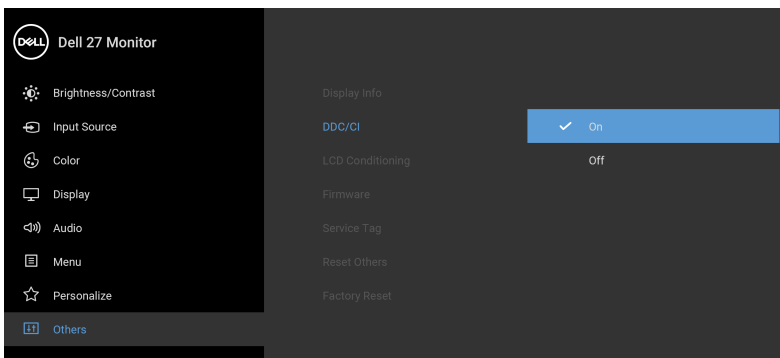 DELL
Dell 27 Monitor
Brightness/Contrast
Input Source
Color
Display
Audio
Menu
Personalize
Others
Display Info
DDC/CI
LCD Conditioning
Firmware
Service Tag
Reset Others
Factory Reset
On
Off